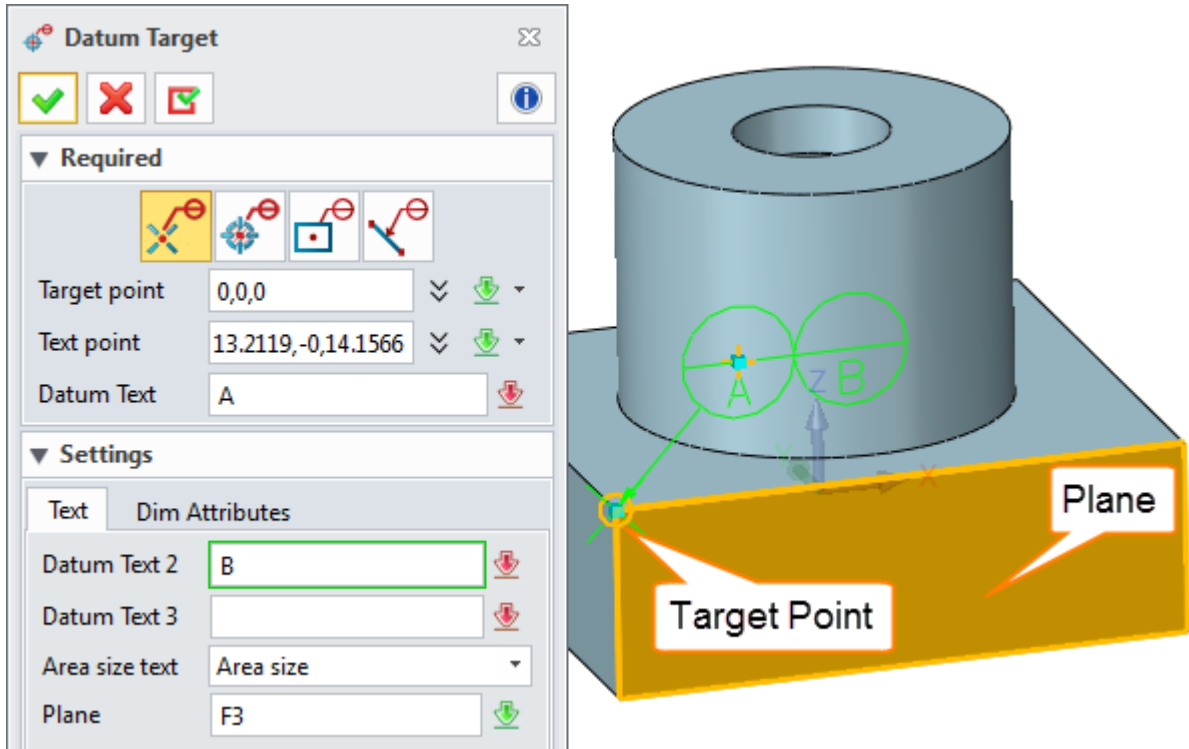 Datum Target
Required
Target point 0,0,0
Text point 13.2119,-0,14.1566
Datum Text A
Settings
Text Dim Attributes
Datum Text 2 B
Datum Text 3
Area size text Area size
Plane F3
A B
Z
Y
X
Plane
Target Point